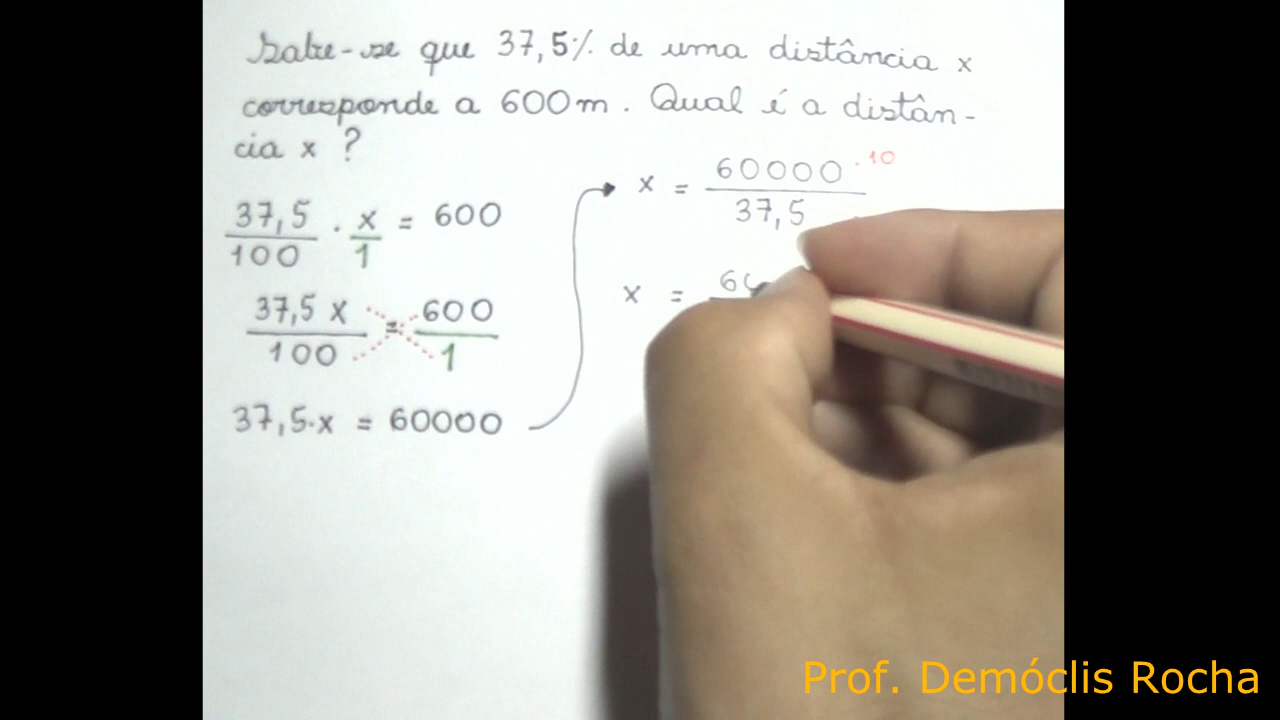 Sabe-se que 37,5% de uma distância x
corresponde a 600m. Qual é a distân-
cia x ?
37,5/100 . x/1 = 600
37,5 x/100 = 600/1
37,5.x = 60000
x = 60000/37,5 .10
x = 60
Prof. Demóclis Rocha